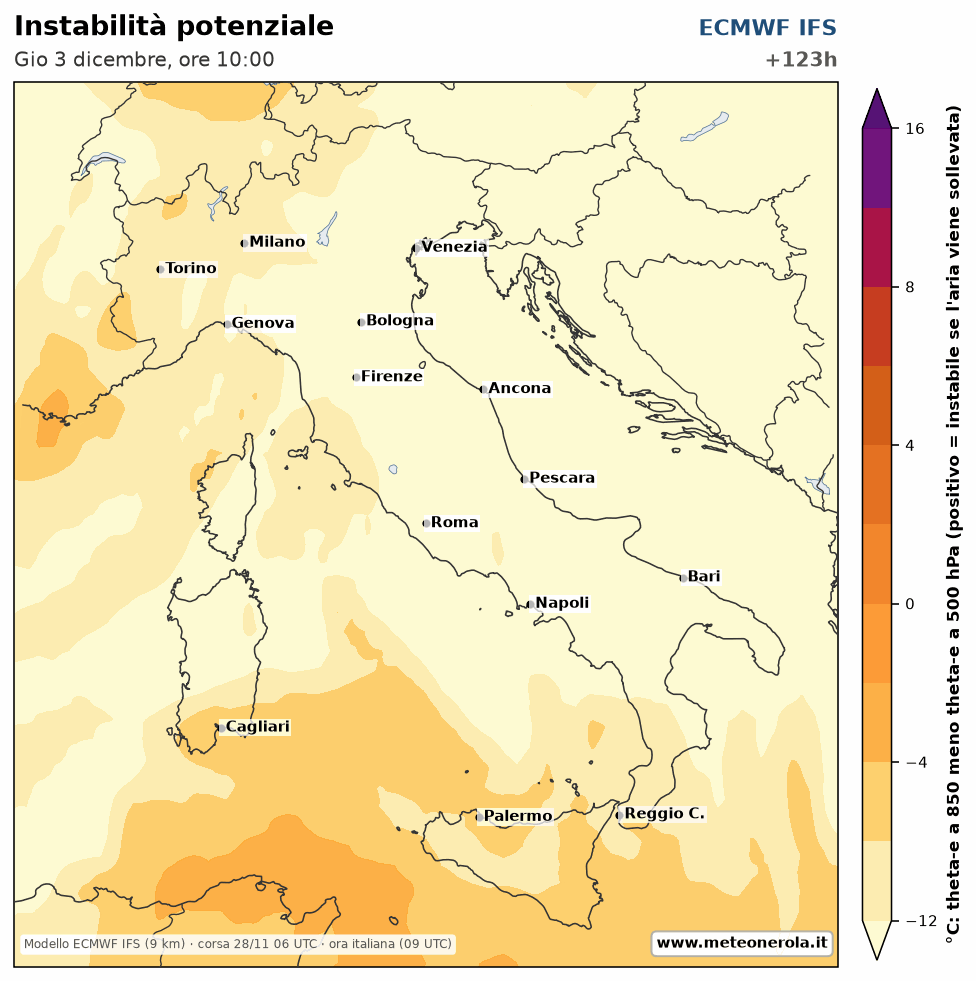 Instabilità potenziale
ECMWF IFS
Gio 3 dicembre, ore 10:00
+123h
Milano
Venezia
Torino
Genova
Bologna
Firenze
Ancona
Pescara
Roma
Bari
Napoli
Cagliari
Palermo
Reggio C.
16
8
4
0
−4
−12
°C: theta-e a 850 meno theta-e a 500 hPa (positivo = instabile se l'aria viene sollevata)
Modello ECMWF IFS (9 km) · corsa 28/11 06 UTC · ora italiana (09 UTC)
www.meteonerola.it